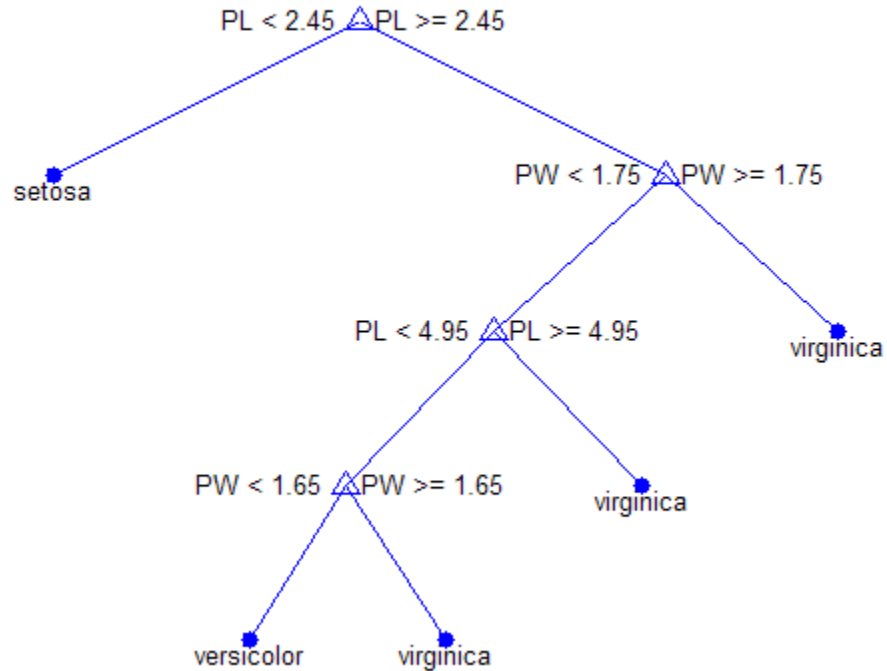 PL < 2.45 PL >= 2.45
setosa
PW < 1.75 PW >= 1.75
PL < 4.95 PL >= 4.95
virginica
PW < 1.65 PW >= 1.65
virginica
versicolor virginica